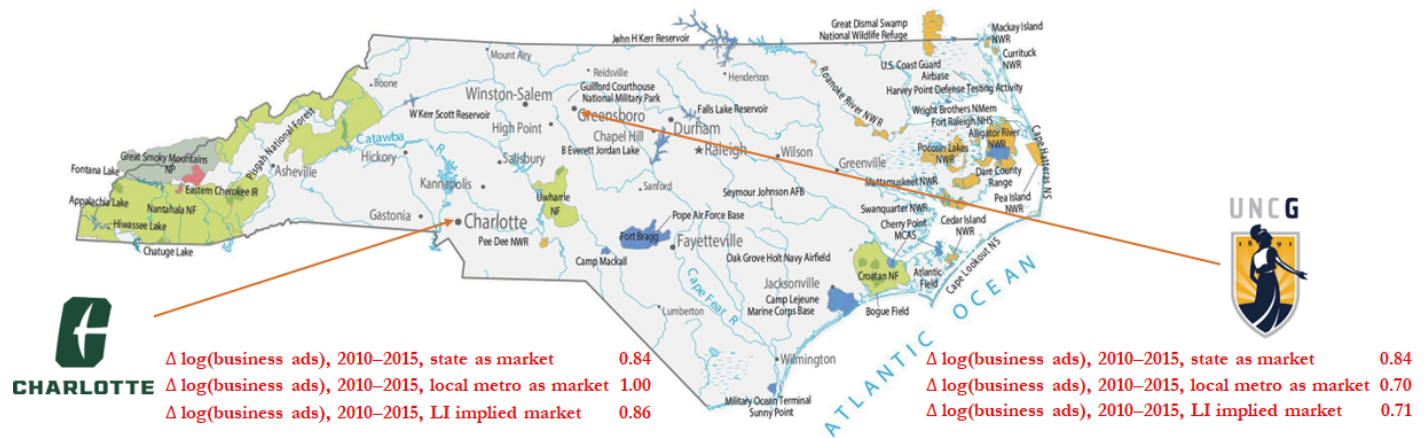 Great Dismal Swamp
National Wildlife Refuge
Mackay Island
NWR
Currituck
NWR
John H Kerr Reservoir
Mount Airy
U.S. Coast Guard
Airbase
Reidsville
Henderson
Boone
Harvey Point Defense Testing Activity
Guilford Courthouse
National Military Park
Roanoke River NWR
Winston-Salem
W Kerr Scott Reservoir
Greensboro
Falls Lake Reservoir
Wright Brothers NMem
Fort Raleigh NHS
High Point
Chapel Hill
Durham
Alligator River
NWR
Pisgah National Forest
Catawba R
B Everett Jordan Lake
Raleigh
Wilson
Pocosin Lakes
NWR
Cape Hatteras NS
Great Smoky Mountains
NP
Hickory
Salisbury
Greenville
Dare County
Range
Fontana Lake
Asheville
Kannapolis
Sanford
Mattamuskeet NWR
Eastern Cherokee IR
Seymour Johnson AFB
Pea Island
NWR
Appalachia Lake
Nantahala NF
Uwharrie
NF
Swanquarter NWR
Cedar Island
NWR
Gastonia
Charlotte
Pope Air Force Base
Cherry Point
MCAS
Hiwassee Lake
Fort Bragg
Fayetteville
Pee Dee NWR
Chatuge Lake
Camp Mackall
Oak Grove Holt Navy Airfield
Croatan NF
Atlantic
Field
Cape Lookout NS
Cape Fear R
Jacksonville
Camp Lejeune
Marine Corps Base
Bogue Field
Lumberton
ATLANTIC OCEAN
Wilmington
Military Ocean Terminal
Sunny Point
UNCG
1891
CHARLOTTE
Δ log(business ads), 2010–2015, state as market 0.84
Δ log(business ads), 2010–2015, local metro as market 1.00
Δ log(business ads), 2010–2015, LI implied market 0.86
Δ log(business ads), 2010–2015, state as market 0.84
Δ log(business ads), 2010–2015, local metro as market 0.70
Δ log(business ads), 2010–2015, LI implied market 0.71